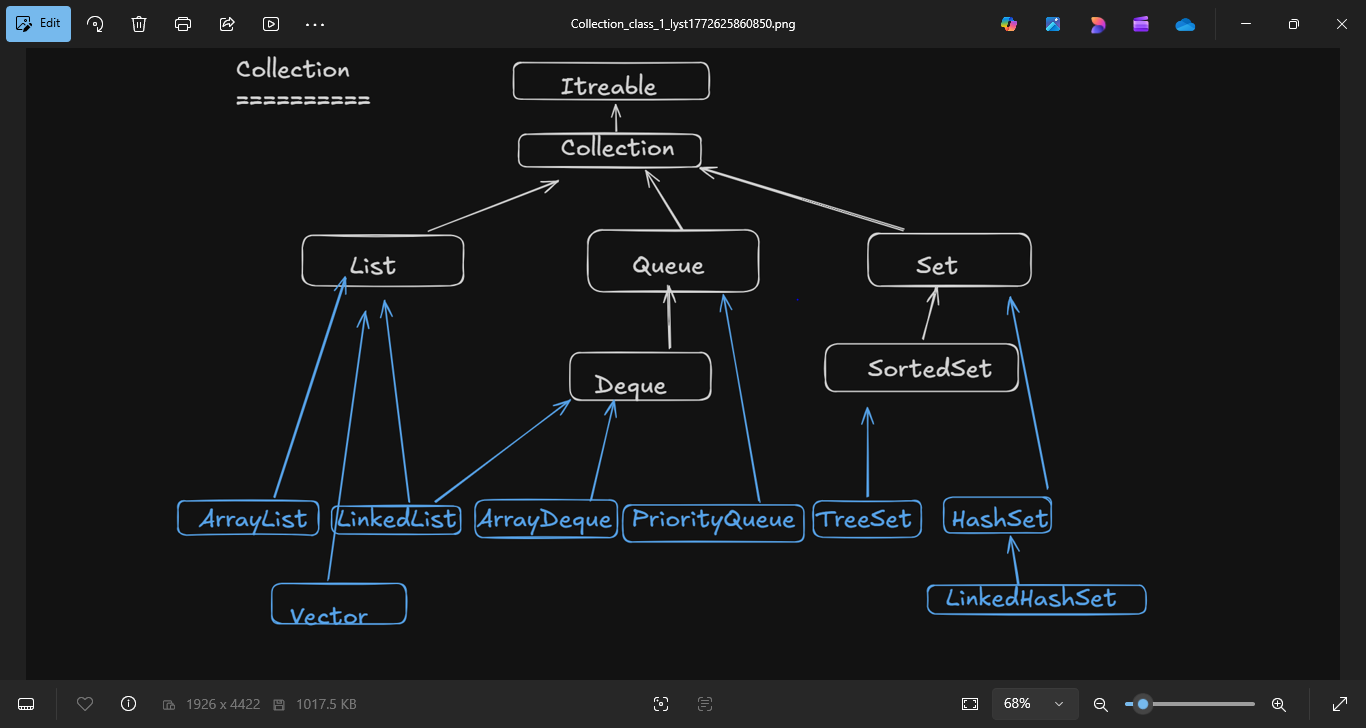 Edit
Collection_class_1_lyst1772625860850.png
Collection
==========
Itreable
Collection
List
Queue
Set
Deque
SortedSet
ArrayList
LinkedList
ArrayDeque
PriorityQueue
TreeSet
HashSet
Vector
LinkedHashSet
1926 x 4422
1017.5 KB
68%